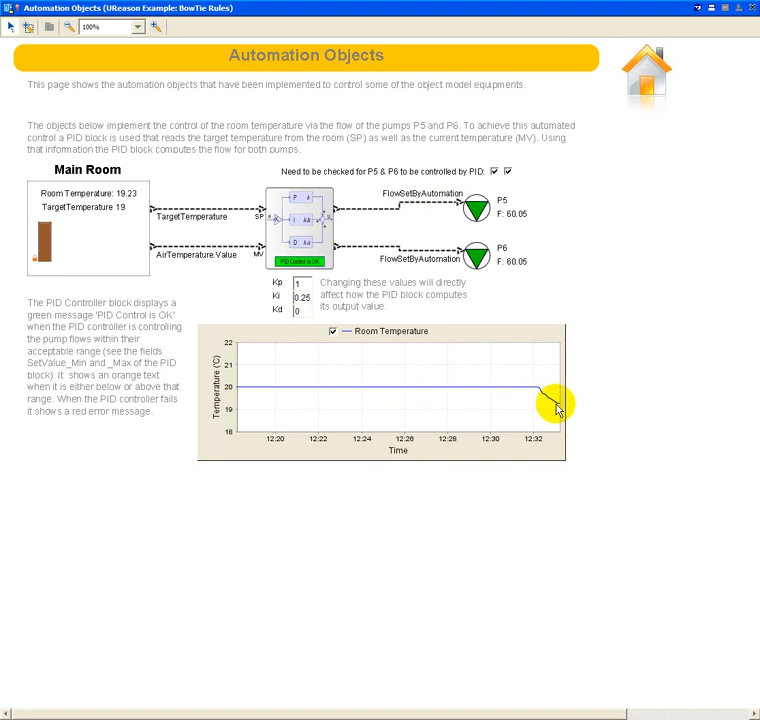 Automation Objects (UReason Example: BowTie Rules)
100%
Automation Objects
This page shows the automation objects that have been implemented to control some of the object model equipments.
The objects below implement the control of the room temperature via the flow of the pumps P5 and P6. To achieve this automated
control a PID block is used that reads the target temperature from the room (SP) as well as the current temperature (MV). Using
that information the PID block computes the flow for both pumps.
Main Room
Need to be checked for P5 & P6 to be controlled by PID:
Room Temperature: 19.23
TargetTemperature 19
TargetTemperature
SP
AirTemperature.Value
MV
P
I
D
PID Control is OK
FlowSetByAutomation
P5
F: 60.05
FlowSetByAutomation
P6
F: 60.05
Kp 1
Ki 0.25
Kd 0
Changing these values will directly
affect how the PID block computes
its output value.
The PID Controller block displays a
green message 'PID Control is OK'
when the PID controller is controlling
the pump flows within their
acceptable range (see the fields
SetValue_Min and _Max of the PID
block). It shows an orange text
when it is either below or above that
range. When the PID controller fails
it shows a red error message.
Room Temperature
Temperature (°C)
22
21
20
19
18
12:20 12:22 12:24 12:26 12:28 12:30 12:32
Time